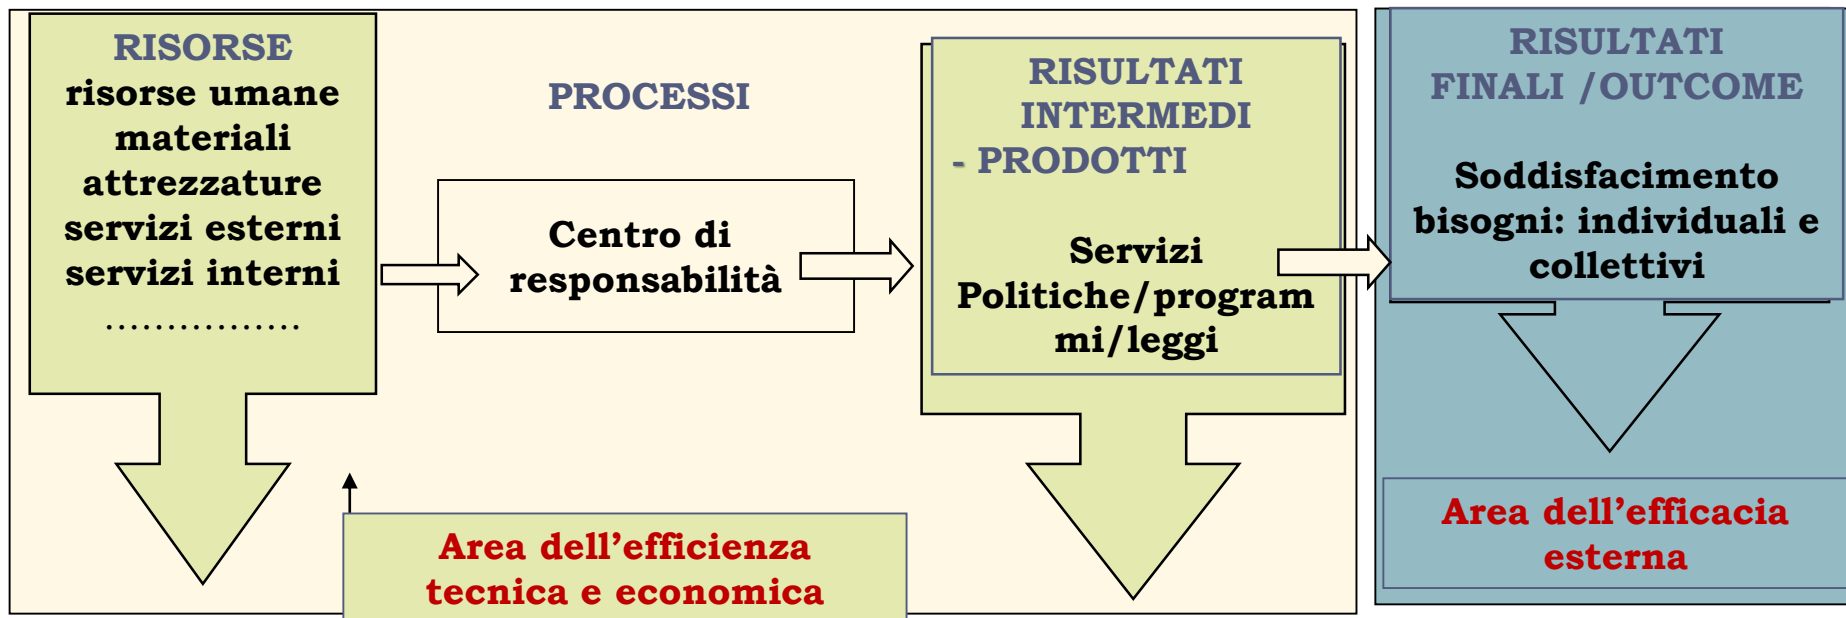 RISORSE
risorse umane
materiali
attrezzature
servizi esterni
servizi interni
................
PROCESSI
Centro di
responsabilità
RISULTATI
INTERMEDI
- PRODOTTI
Servizi
Politiche/program
mi/leggi
RISULTATI
FINALI /OUTCOME
Soddisfacimento
bisogni: individuali e
collettivi
Area dell’efficienza
tecnica e economica
Area dell’efficacia
esterna